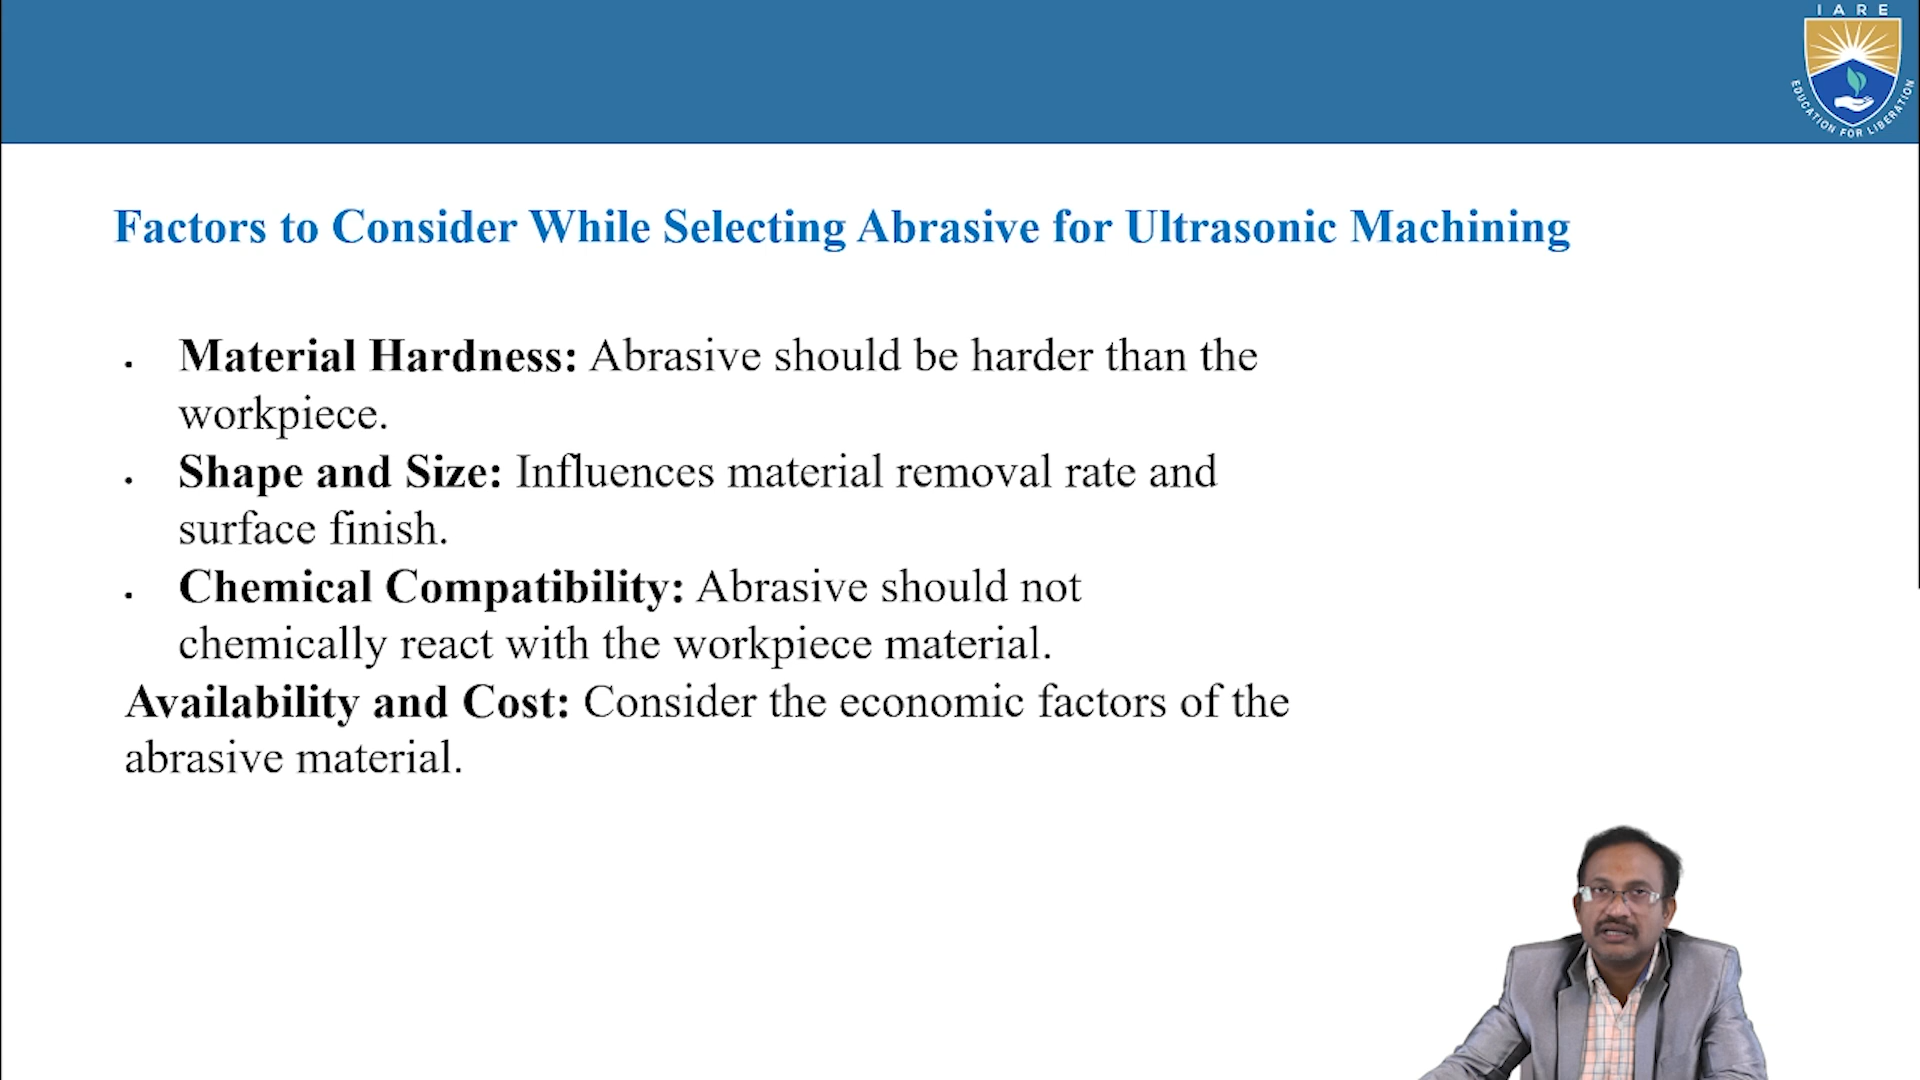 IARE
EDUCATION FOR LIBERATION
Factors to Consider While Selecting Abrasive for Ultrasonic Machining
• Material Hardness: Abrasive should be harder than the
workpiece.
• Shape and Size: Influences material removal rate and
surface finish.
• Chemical Compatibility: Abrasive should not
chemically react with the workpiece material.
Availability and Cost: Consider the economic factors of the
abrasive material.